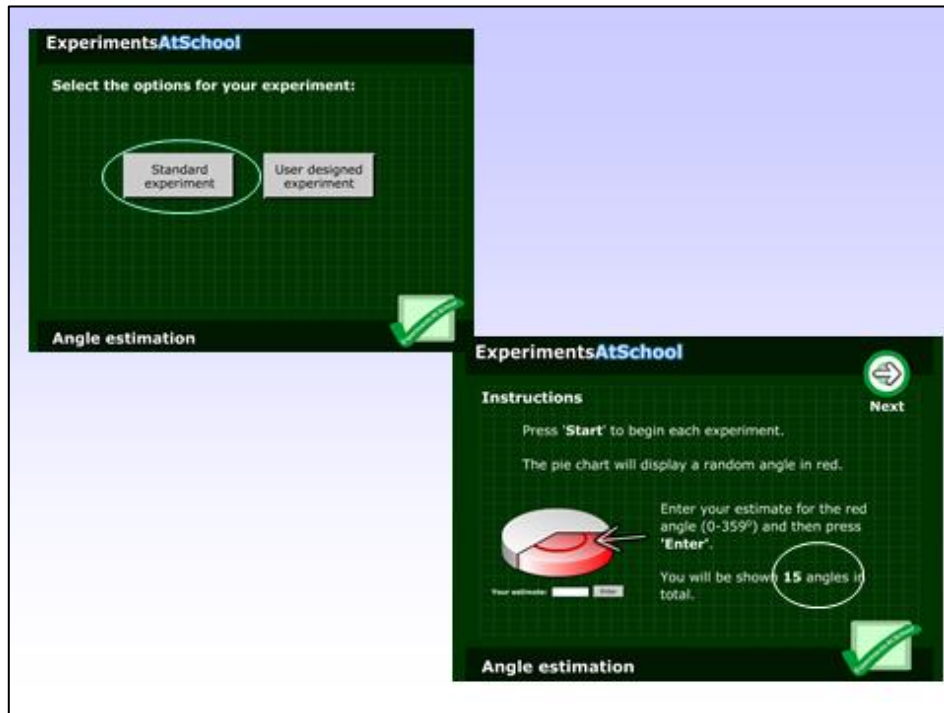 ExperimentsAtSchool
Select the options for your experiment:
Standard
experiment
User designed
experiment
Angle estimation
ExperimentsAtSchool
Instructions
Next
Press 'Start' to begin each experiment.
The pie chart will display a random angle in red.
Enter your estimate for the red
angle (0-359⁰) and then press
'Enter'.
You will be shown 15 angles in
total.
Your estimate:
Enter
Angle estimation